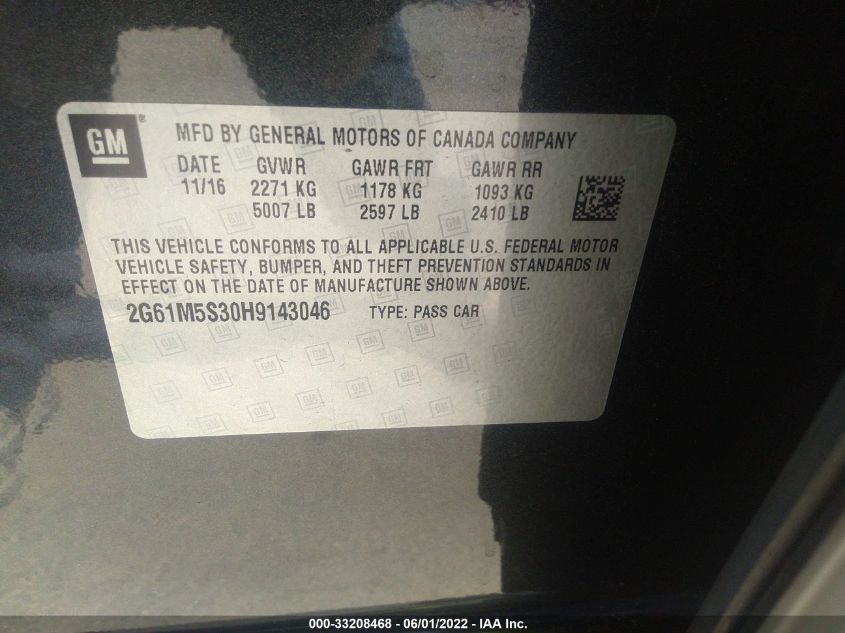 GM ®
MFD BY GENERAL MOTORS OF CANADA COMPANY
DATE GVWR GAWR FRT GAWR RR
11/16 2271 KG 1178 KG 1093 KG
5007 LB 2597 LB 2410 LB
THIS VEHICLE CONFORMS TO ALL APPLICABLE U.S. FEDERAL MOTOR
VEHICLE SAFETY, BUMPER, AND THEFT PREVENTION STANDARDS IN
EFFECT ON THE DATE OF MANUFACTURE SHOWN ABOVE.
2G61M5S30H9143046 TYPE: PASS CAR
000-33208468 - 06/01/2022 - IAA Inc.